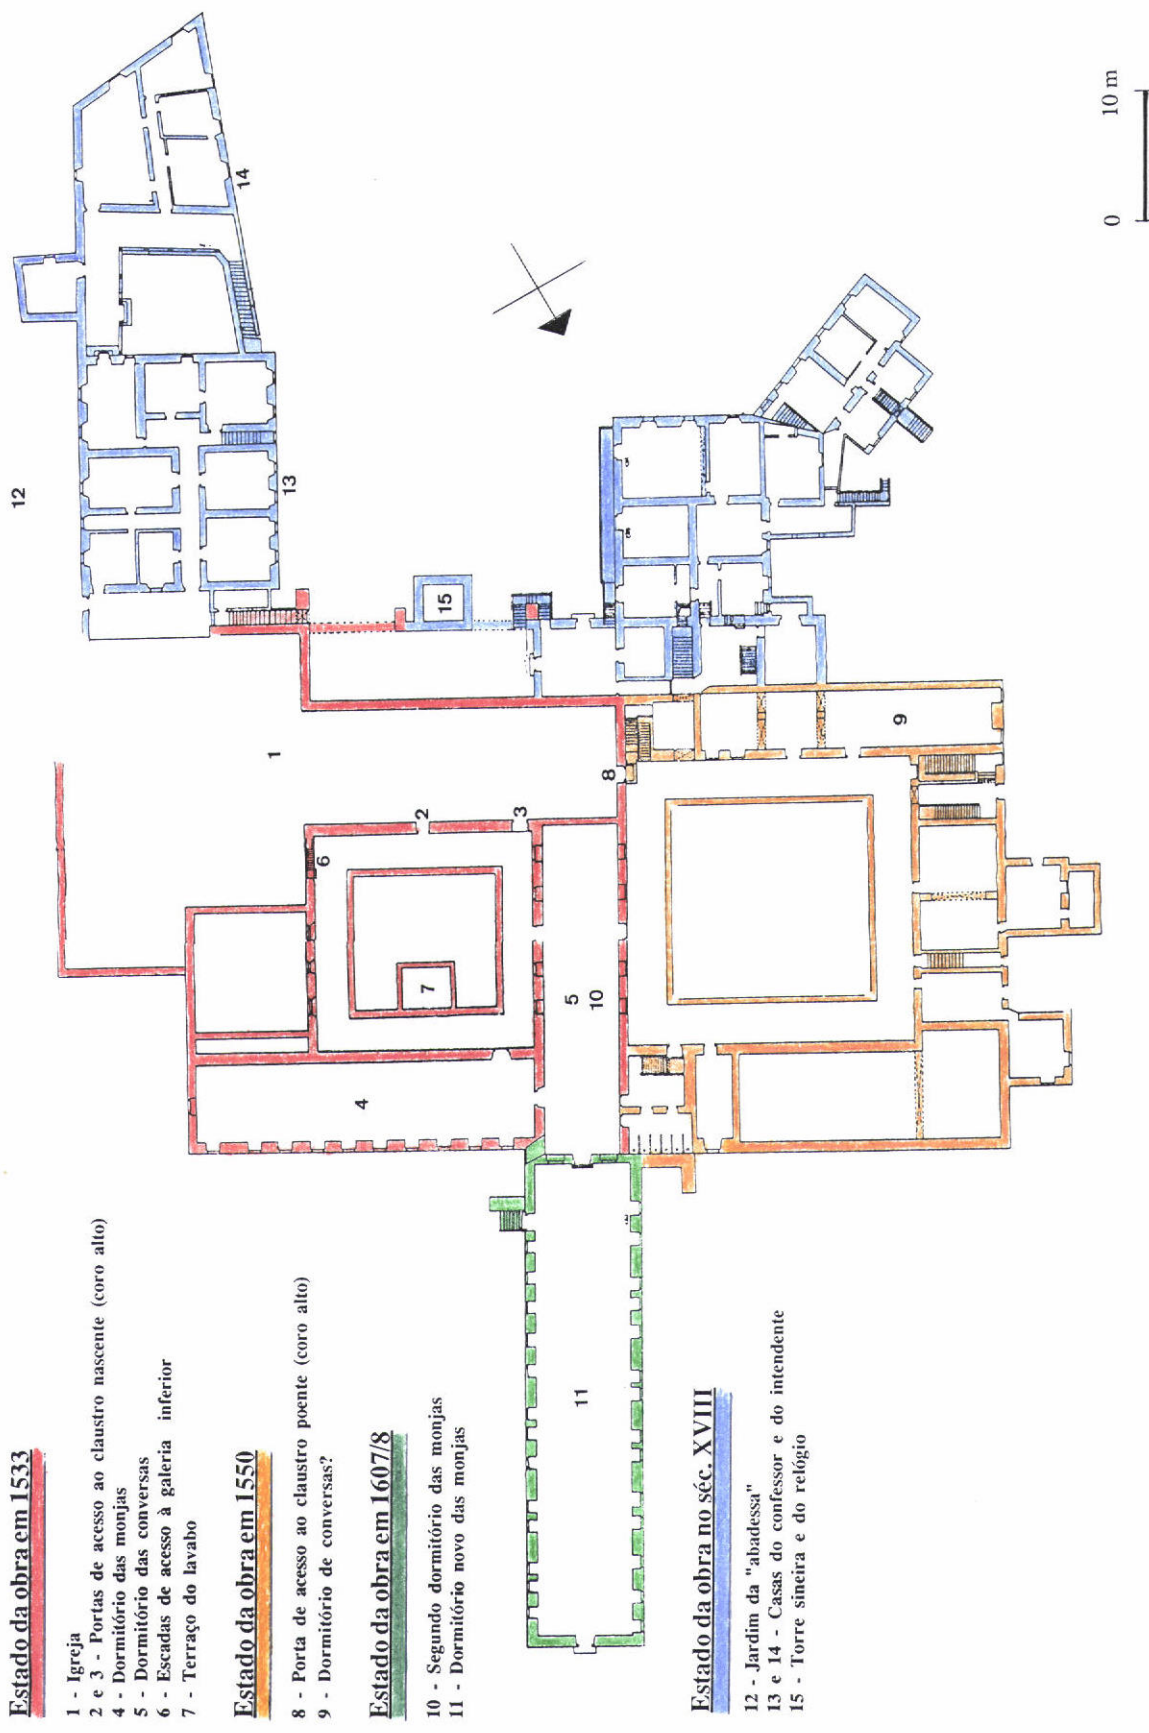 Estado da obra em 1533
1 - Igreja
2 e 3 - Portas de acesso ao claustro nascente (coro alto)
4 - Dormitório das monjas
5 - Dormitório das conversas
6 - Escadas de acesso à galeria inferior
7 - Terraço do lavabo
Estado da obra em 1550
8 - Porta de acesso ao claustro poente (coro alto)
9 - Dormitório de conversas?
Estado da obra em 1607/8
10 - Segundo dormitório das monjas
11 - Dormitório novo das monjas
Estado da obra no séc. XVIII
12 - Jardim da "abadessa"
13 e 14 - Casas do confessor e do intendente
15 - Torre sineira e do relógio
12
14
13
15
1
2
3
6
8
9
7
5
10
4
11
0
10 m